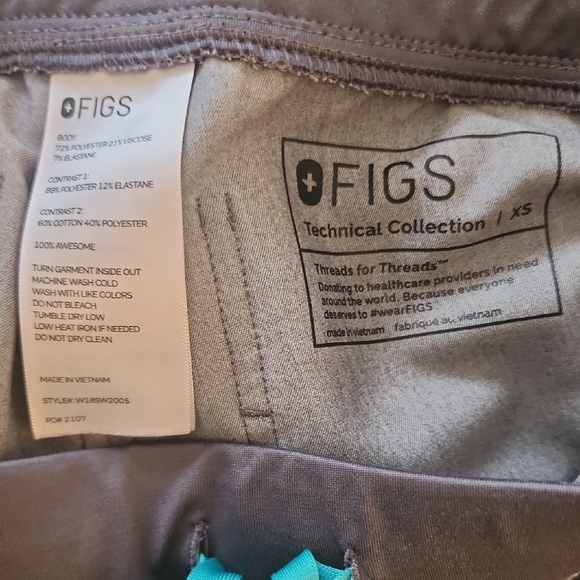 FIGS
BODY:
72% POLYESTER 21% VISCOSE
7% ELASTANE
CONTRAST 1:
88% POLYESTER 12% ELASTANE
CONTRAST 2:
60% COTTON 40% POLYESTER
100% AWESOME
TURN GARMENT INSIDE OUT
MACHINE WASH COLD
WASH WITH LIKE COLORS
DO NOT BLEACH
TUMBLE DRY LOW
LOW HEAT IRON IF NEEDED
DO NOT DRY CLEAN
MADE IN VIETNAM
STYLE#: W18SW2005
PO# 2107
FIGS
Technical Collection / XS
Threads for Threads™
Donating to healthcare providers in need
around the world. Because everyone
deserves to #wearFIGS
made in vietnam fabriqué au vietnam